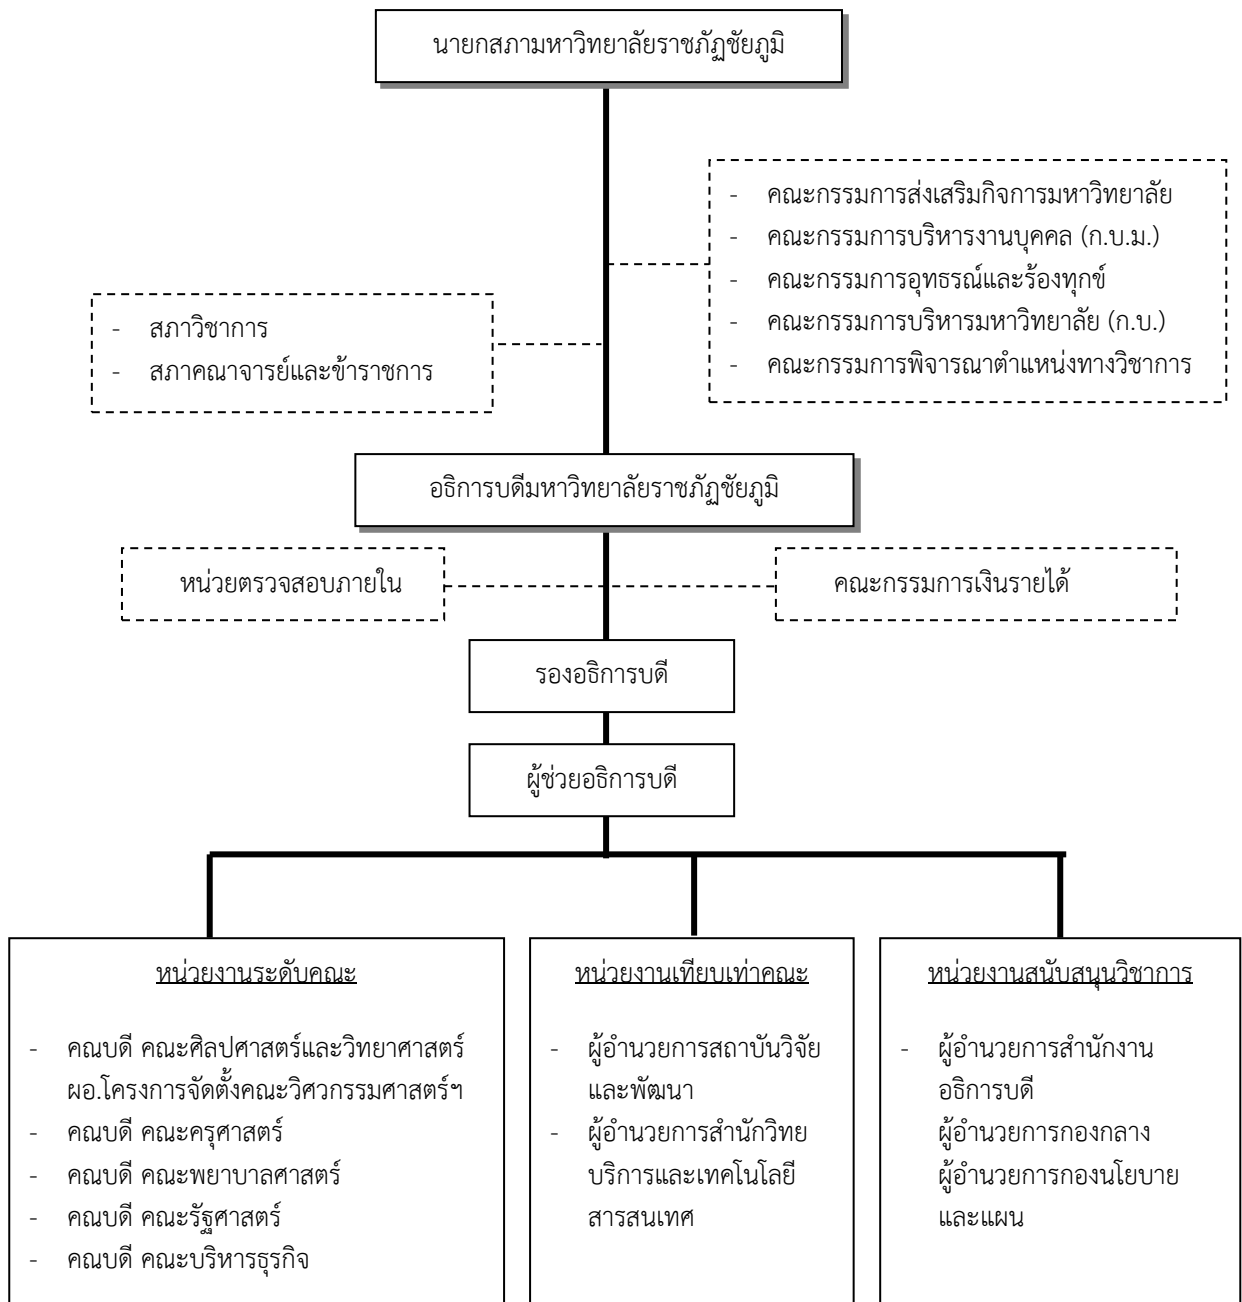 นายกสภามหาวิทยาลัยราชภัฏชัยภูมิ
- คณะกรรมการส่งเสริมกิจการมหาวิทยาลัย
- คณะกรรมการบริหารงานบุคคล (ก.บ.ม.)
- คณะกรรมการอุทธรณ์และร้องทุกข์
- คณะกรรมการบริหารมหาวิทยาลัย (ก.บ.)
- คณะกรรมการพิจารณาตำแหน่งทางวิชาการ
- สภาวิชาการ
- สภาคณาจารย์และข้าราชการ
อธิการบดีมหาวิทยาลัยราชภัฏชัยภูมิ
หน่วยตรวจสอบภายใน
คณะกรรมการเงินรายได้
รองอธิการบดี
ผู้ช่วยอธิการบดี
หน่วยงานระดับคณะ
- คณบดี คณะศิลปศาสตร์และวิทยาศาสตร์
ผอ.โครงการจัดตั้งคณะวิศวกรรมศาสตร์ฯ
- คณบดี คณะครุศาสตร์
- คณบดี คณะพยาบาลศาสตร์
- คณบดี คณะรัฐศาสตร์
- คณบดี คณะบริหารธุรกิจ
หน่วยงานเทียบเท่าคณะ
- ผู้อำนวยการสถาบันวิจัย
และพัฒนา
- ผู้อำนวยการสำนักวิทย
บริการและเทคโนโลยี
สารสนเทศ
หน่วยงานสนับสนุนวิชาการ
- ผู้อำนวยการสำนักงาน
อธิการบดี
ผู้อำนวยการกองกลาง
ผู้อำนวยการกองนโยบาย
และแผน